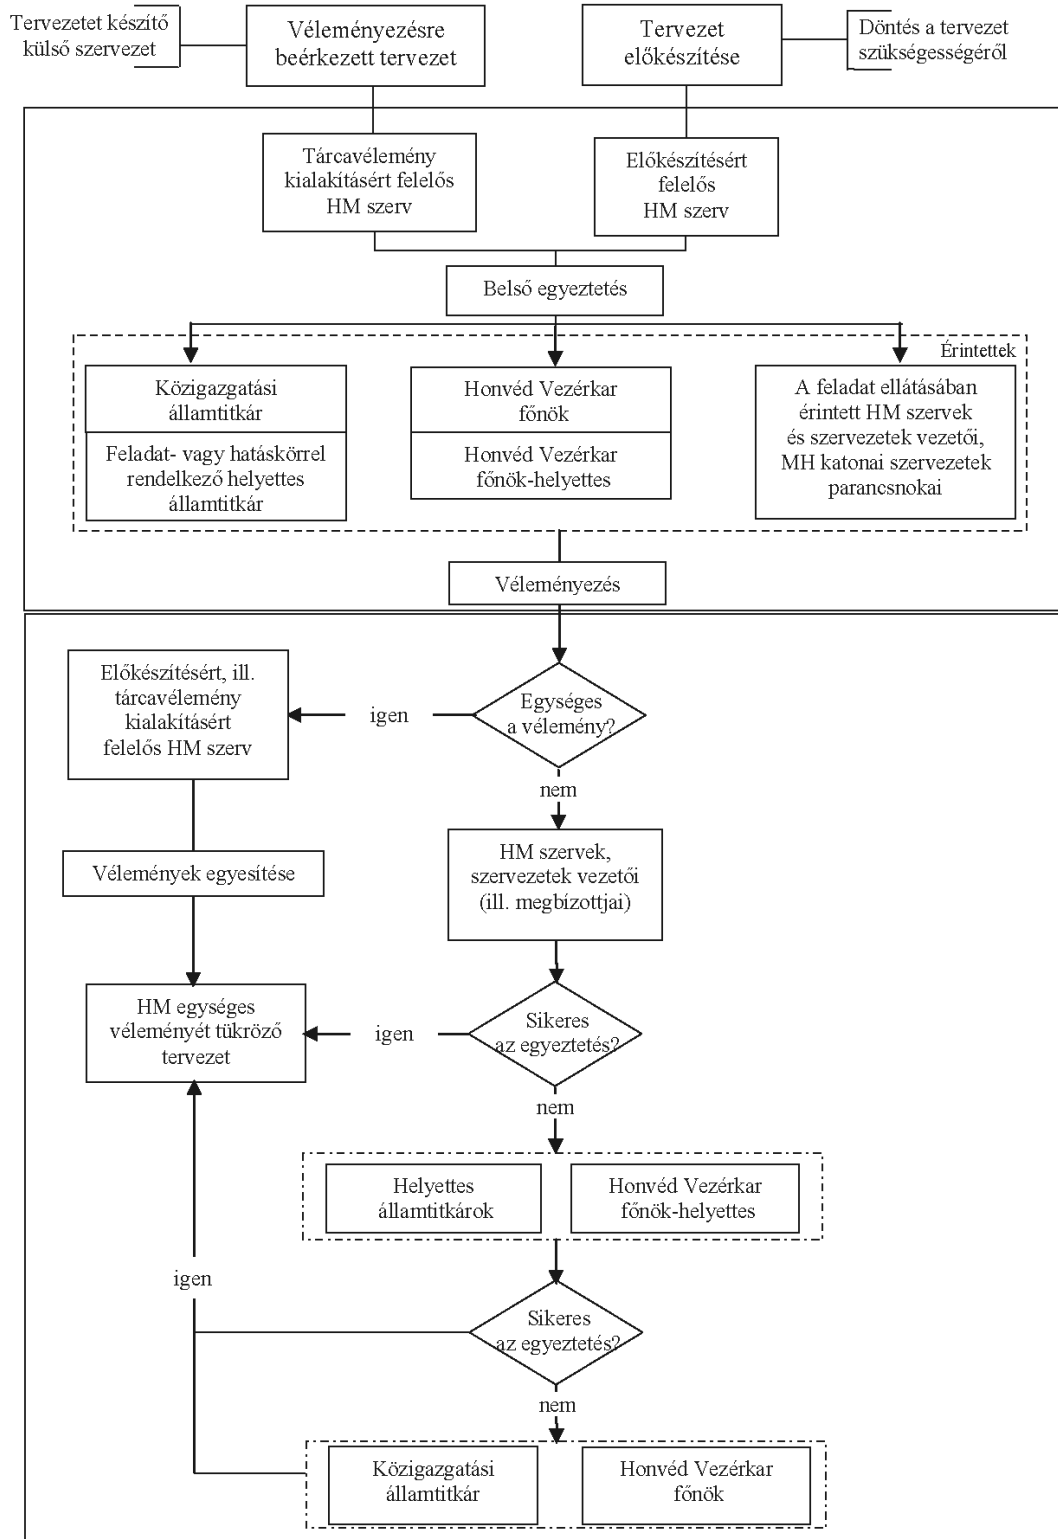 Tervezetet készítő
külső szervezet
Véleményezésre
beérkezett tervezet
Tervezet
előkészítése
Döntés a tervezet
szükségességéről
Tárcavélemény
kialakításért felelős
HM szerv
Előkészítésért
felelős
HM szerv
Belső egyeztetés
Érintettek
Közigazgatási
államtitkár
Feladat- vagy hatáskörrel
rendelkező helyettes
államtitkár
Honvéd Vezérkar
főnök
Honvéd Vezérkar
főnök-helyettes
A feladat ellátásában
érintett HM szervek
és szervezetek vezetői,
MH katonai szervezetek
parancsnokai
Véleményezés
Előkészítésért, ill.
tárcavélemény
kialakításért
felelős HM szerv
igen
Egységes
a vélemény?
nem
Vélemények egyesítése
HM szervek,
szervezetek vezetői
(ill. megbízottjai)
HM egységes
véleményét tükröző
tervezet
igen
Sikeres
az egyeztetés?
nem
Helyettes
államtitkárok
Honvéd Vezérkar
főnök-helyettes
igen
Sikeres
az egyeztetés?
nem
Közigazgatási
államtitkár
Honvéd Vezérkar
főnök